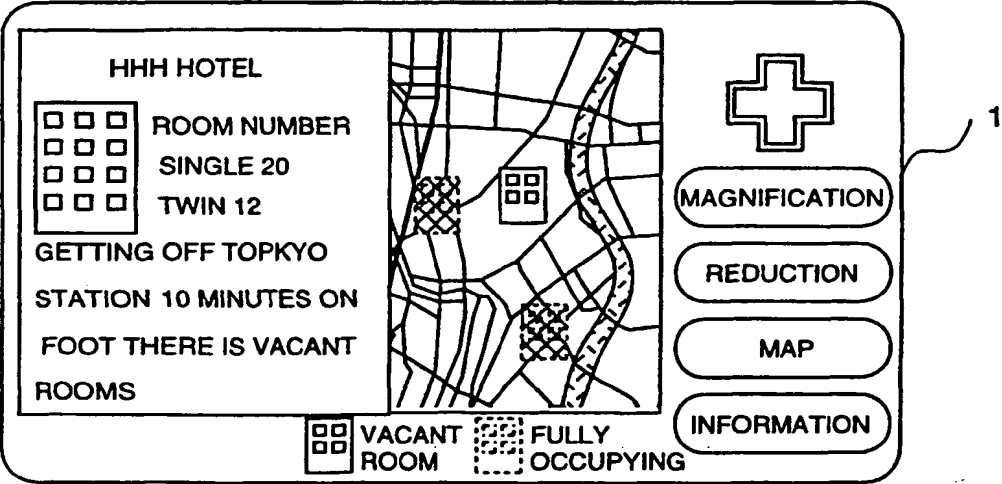 HHH HOTEL
ROOM NUMBER
SINGLE 20
TWIN 12
GETTING OFF TOPKYO
STATION 10 MINUTES ON
FOOT THERE IS VACANT
ROOMS
MAGNIFICATION
REDUCTION
MAP
INFORMATION
VACANT
ROOM
FULLY
OCCUPYING
1